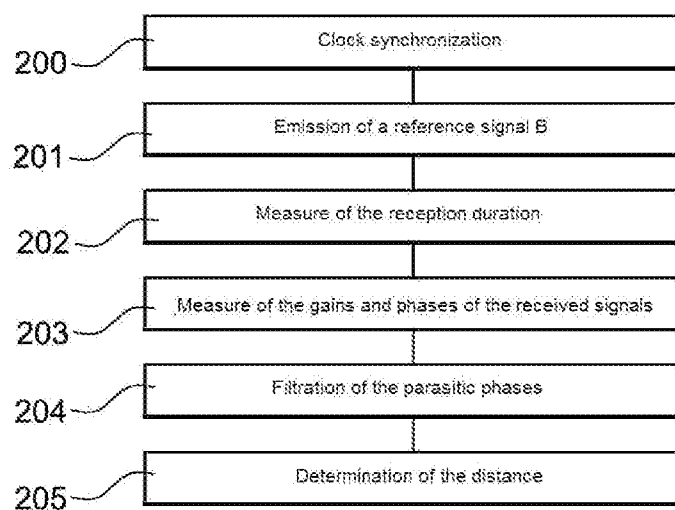 200 Clock synchronization
201 Emission of a reference signal B
202 Measure of the reception duration
203 Measure of the gains and phases of the received signals
204 Filtration of the parasitic phases
205 Determination of the distance